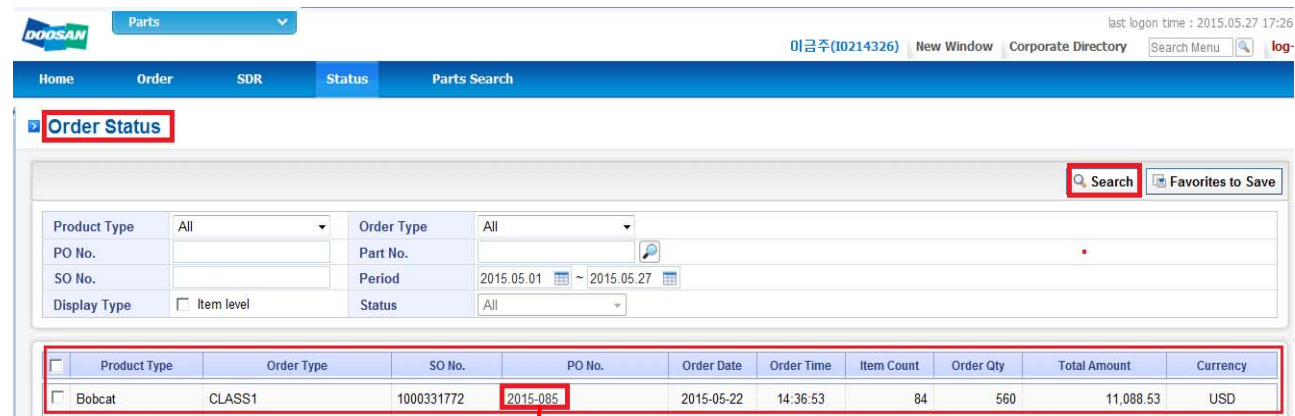 DOOSAN
Parts
last logon time : 2015.05.27 17:26
이금주(I0214326) New Window Corporate Directory Search Menu log-
Home Order SDR Status Parts Search
Order Status
Search Favorites to Save
Product Type All Order Type All
PO No. Part No.
SO No. Period 2015.05.01 ~ 2015.05.27
Display Type Item level Status All
Product Type Order Type SO No. PO No. Order Date Order Time Item Count Order Qty Total Amount Currency
Bobcat CLASS1 1000331772 2015-085 2015-05-22 14:36:53 84 560 11,088.53 USD